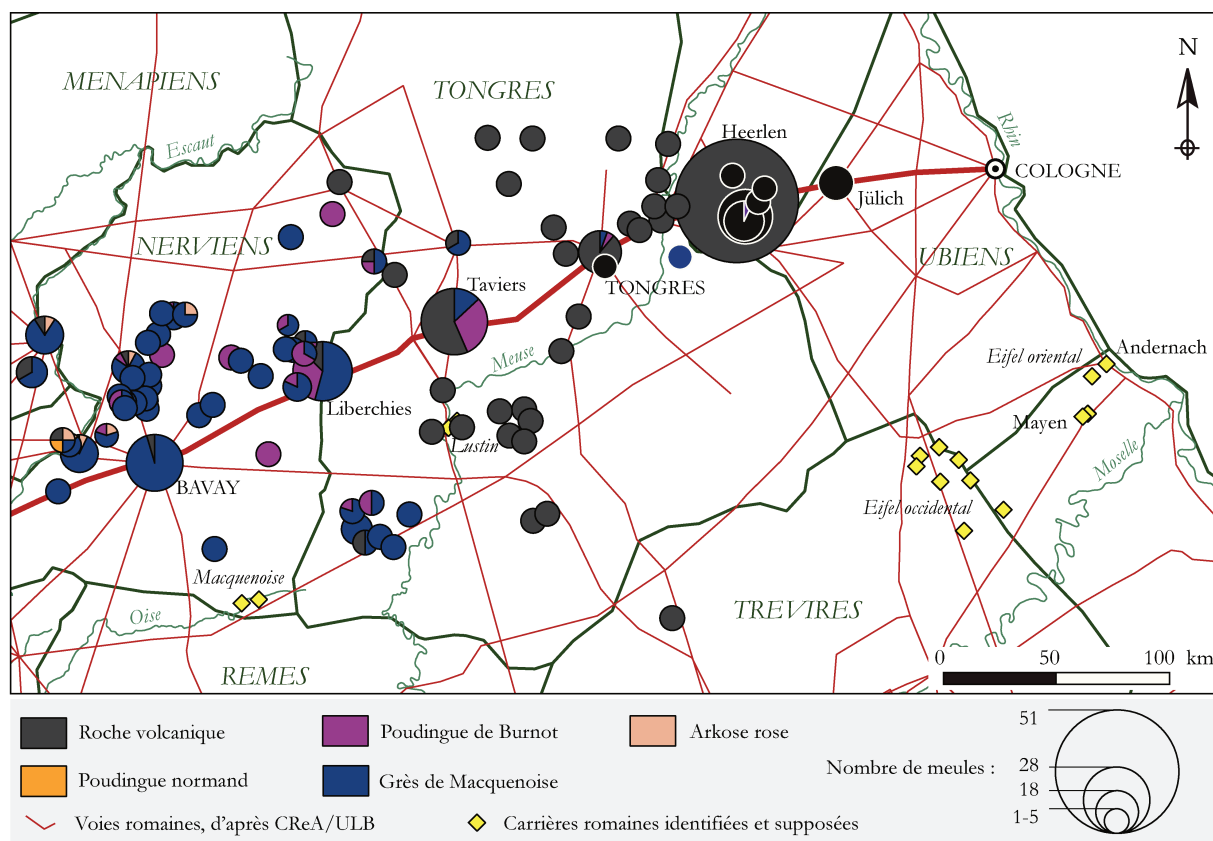 MENAPIENS
TONGRES
N
Escaut
Heerlen
Rhin
COLOGNE
Jülich
NERVIENS
UBIENS
Taviers
TONGRES
Meuse
Eifel oriental
Andernach
Liberchies
Mayen
Lustin
Moselle
BAVAY
Eifel occidental
Macquenoise
Oise
TREVIRES
REMES
0 50 100 km
Roche volcanique
Poudingue de Burnot
Arkose rose
Poudingue normand
Grès de Macquenoise
Voies romaines, d'après CReA/ULB
Carrières romaines identifiées et supposées
Nombre de meules :
51
28
18
1-5